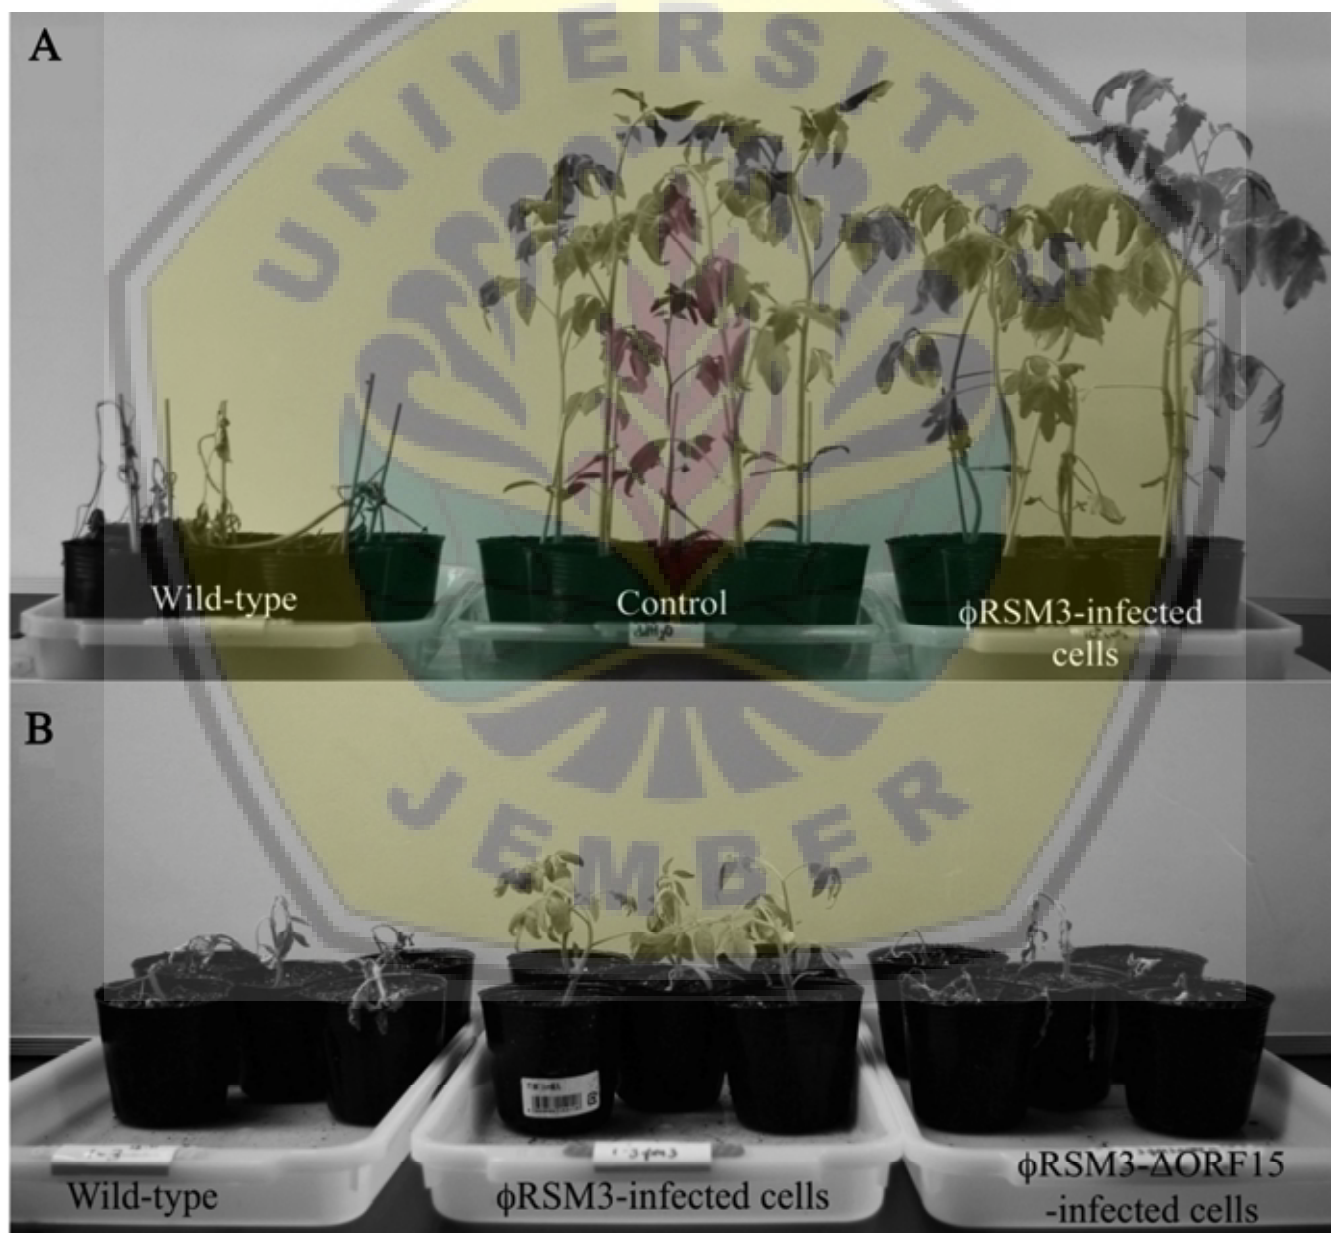 A
UNIVERSITAS
Wild-type
Control
ϕRSM3-infected
cells
B
JEMBER
Wild-type
ϕRSM3-infected cells
ϕRSM3-ΔORF15
-infected cells